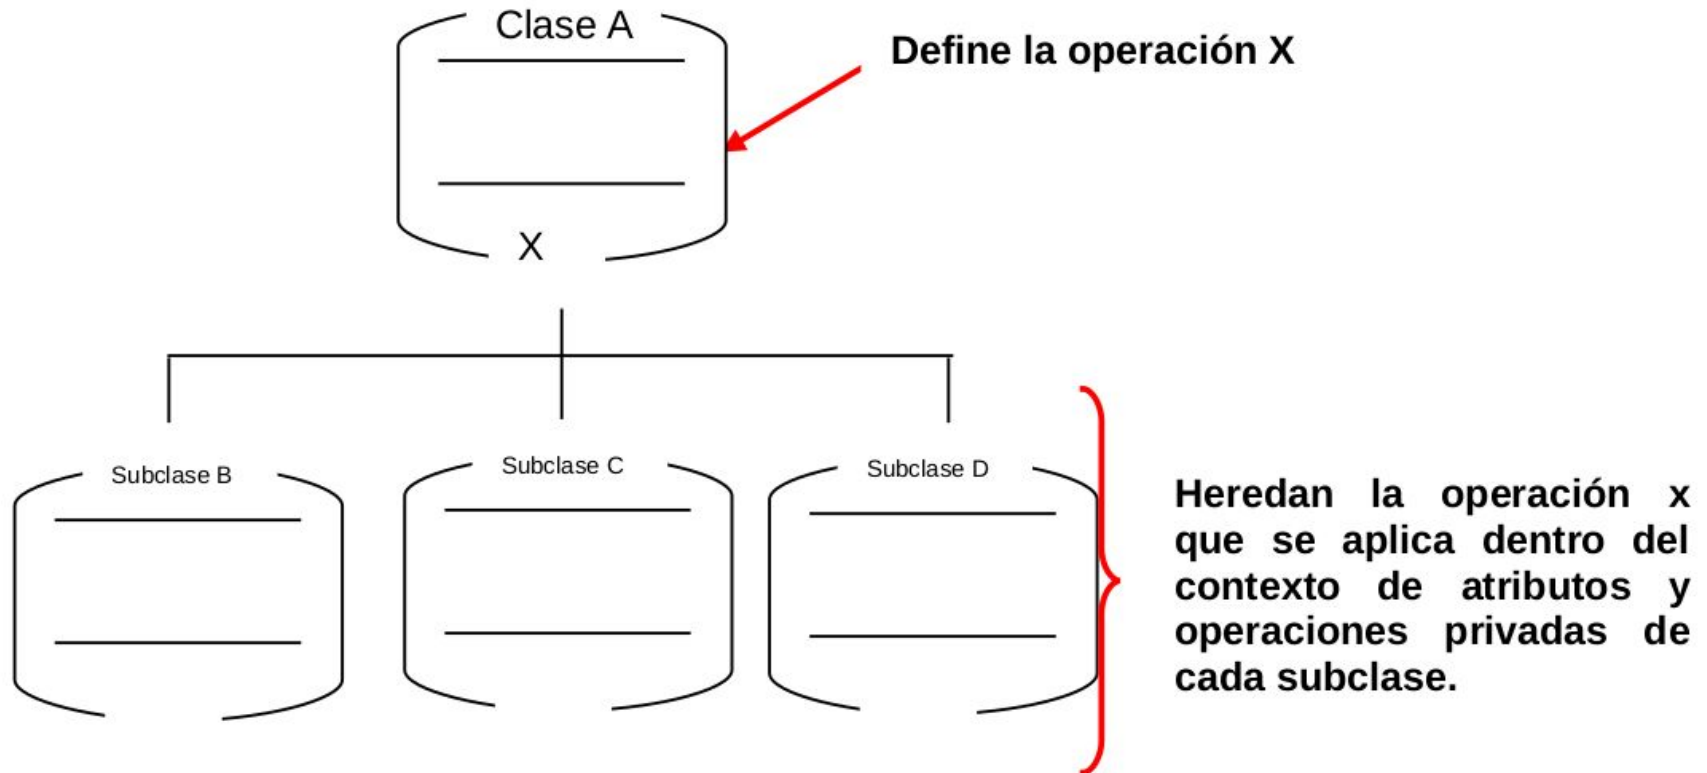 Clase A
Define la operación X
X
Subclase B
Subclase C
Subclase D
Heredan la operación x
que se aplica dentro del
contexto de atributos y
operaciones privadas de
cada subclase.